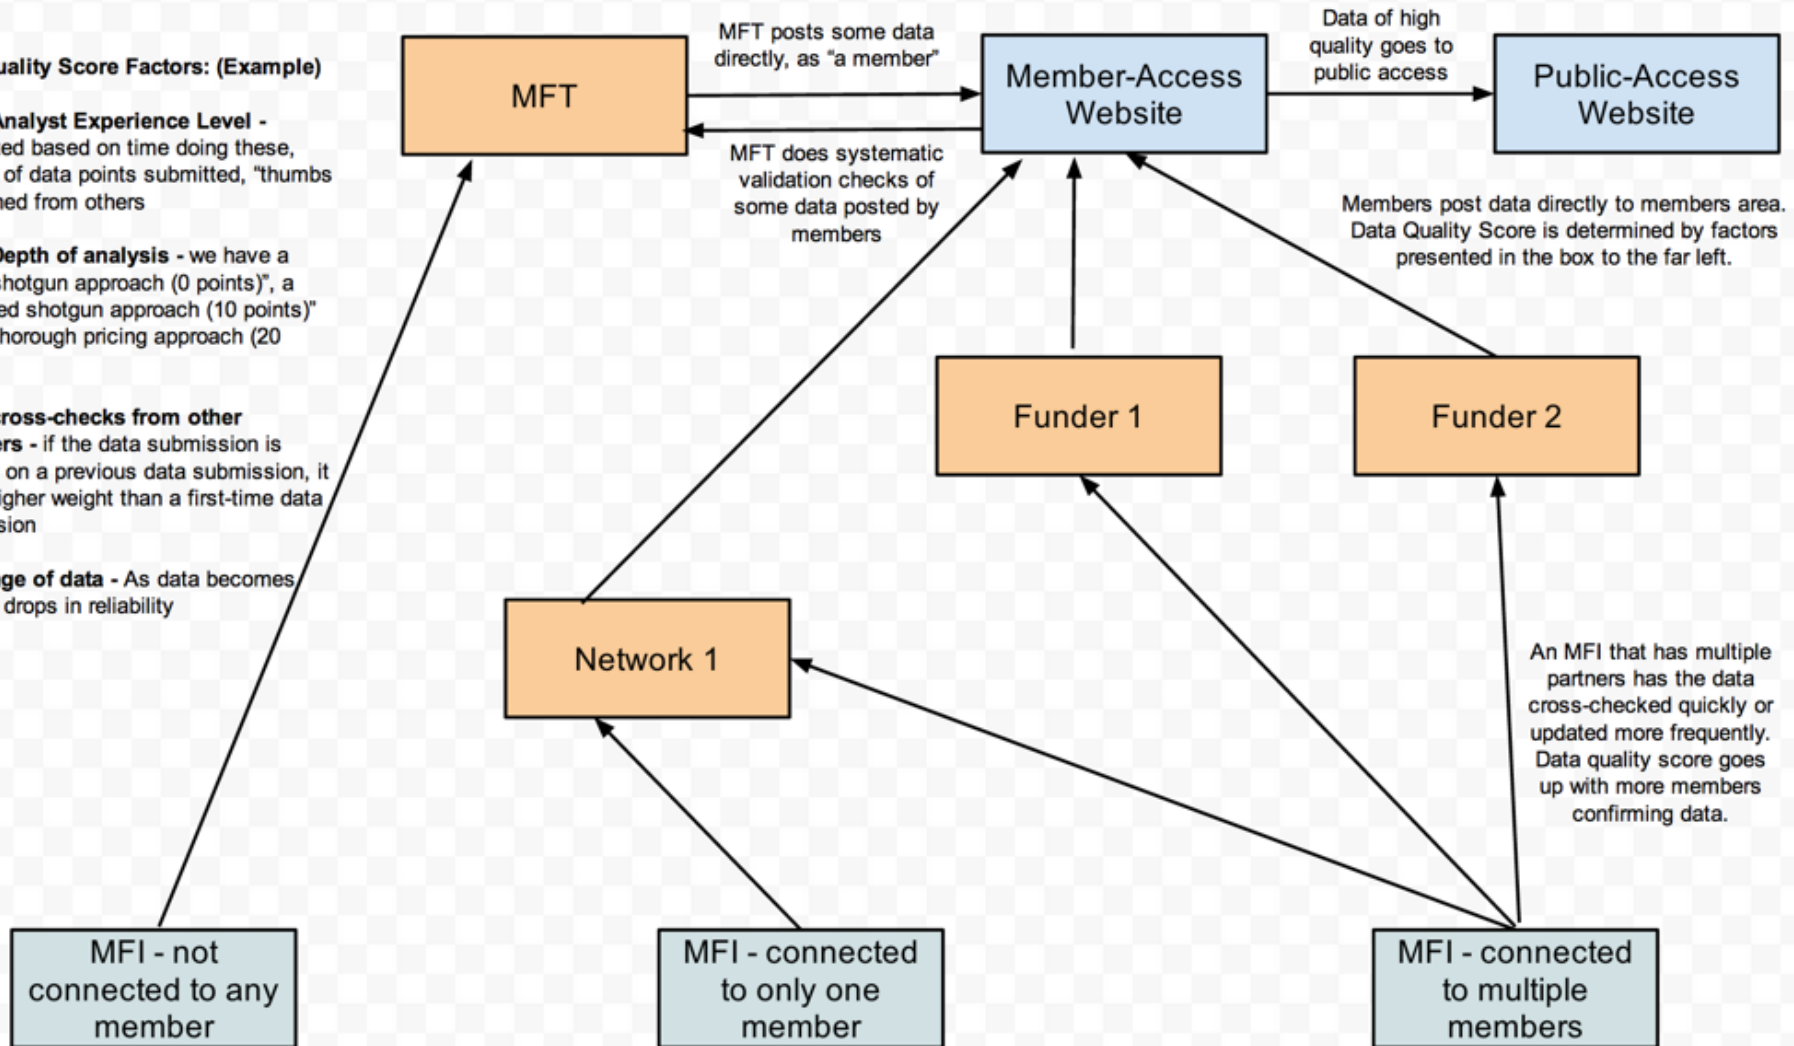 uality Score Factors: (Example)
Analyst Experience Level -
ed based on time doing these,
of data points submitted, “thumbs
ned from others
Depth of analysis - we have a
shotgun approach (0 points)”, a
ed shotgun approach (10 points)”
horough pricing approach (20
cross-checks from other
ers - if the data submission is
on a previous data submission, it
igher weight than a first-time data
sion
ge of data - As data becomes
drops in reliability
MFT
MFT posts some data
directly, as “a member”
MFT does systematic
validation checks of
some data posted by
members
Member-Access
Website
Data of high
quality goes to
public access
Public-Access
Website
Members post data directly to members area.
Data Quality Score is determined by factors
presented in the box to the far left.
Funder 1
Funder 2
Network 1
An MFI that has multiple
partners has the data
cross-checked quickly or
updated more frequently.
Data quality score goes
up with more members
confirming data.
MFI - not
connected to any
member
MFI - connected
to only one
member
MFI - connected
to multiple
members